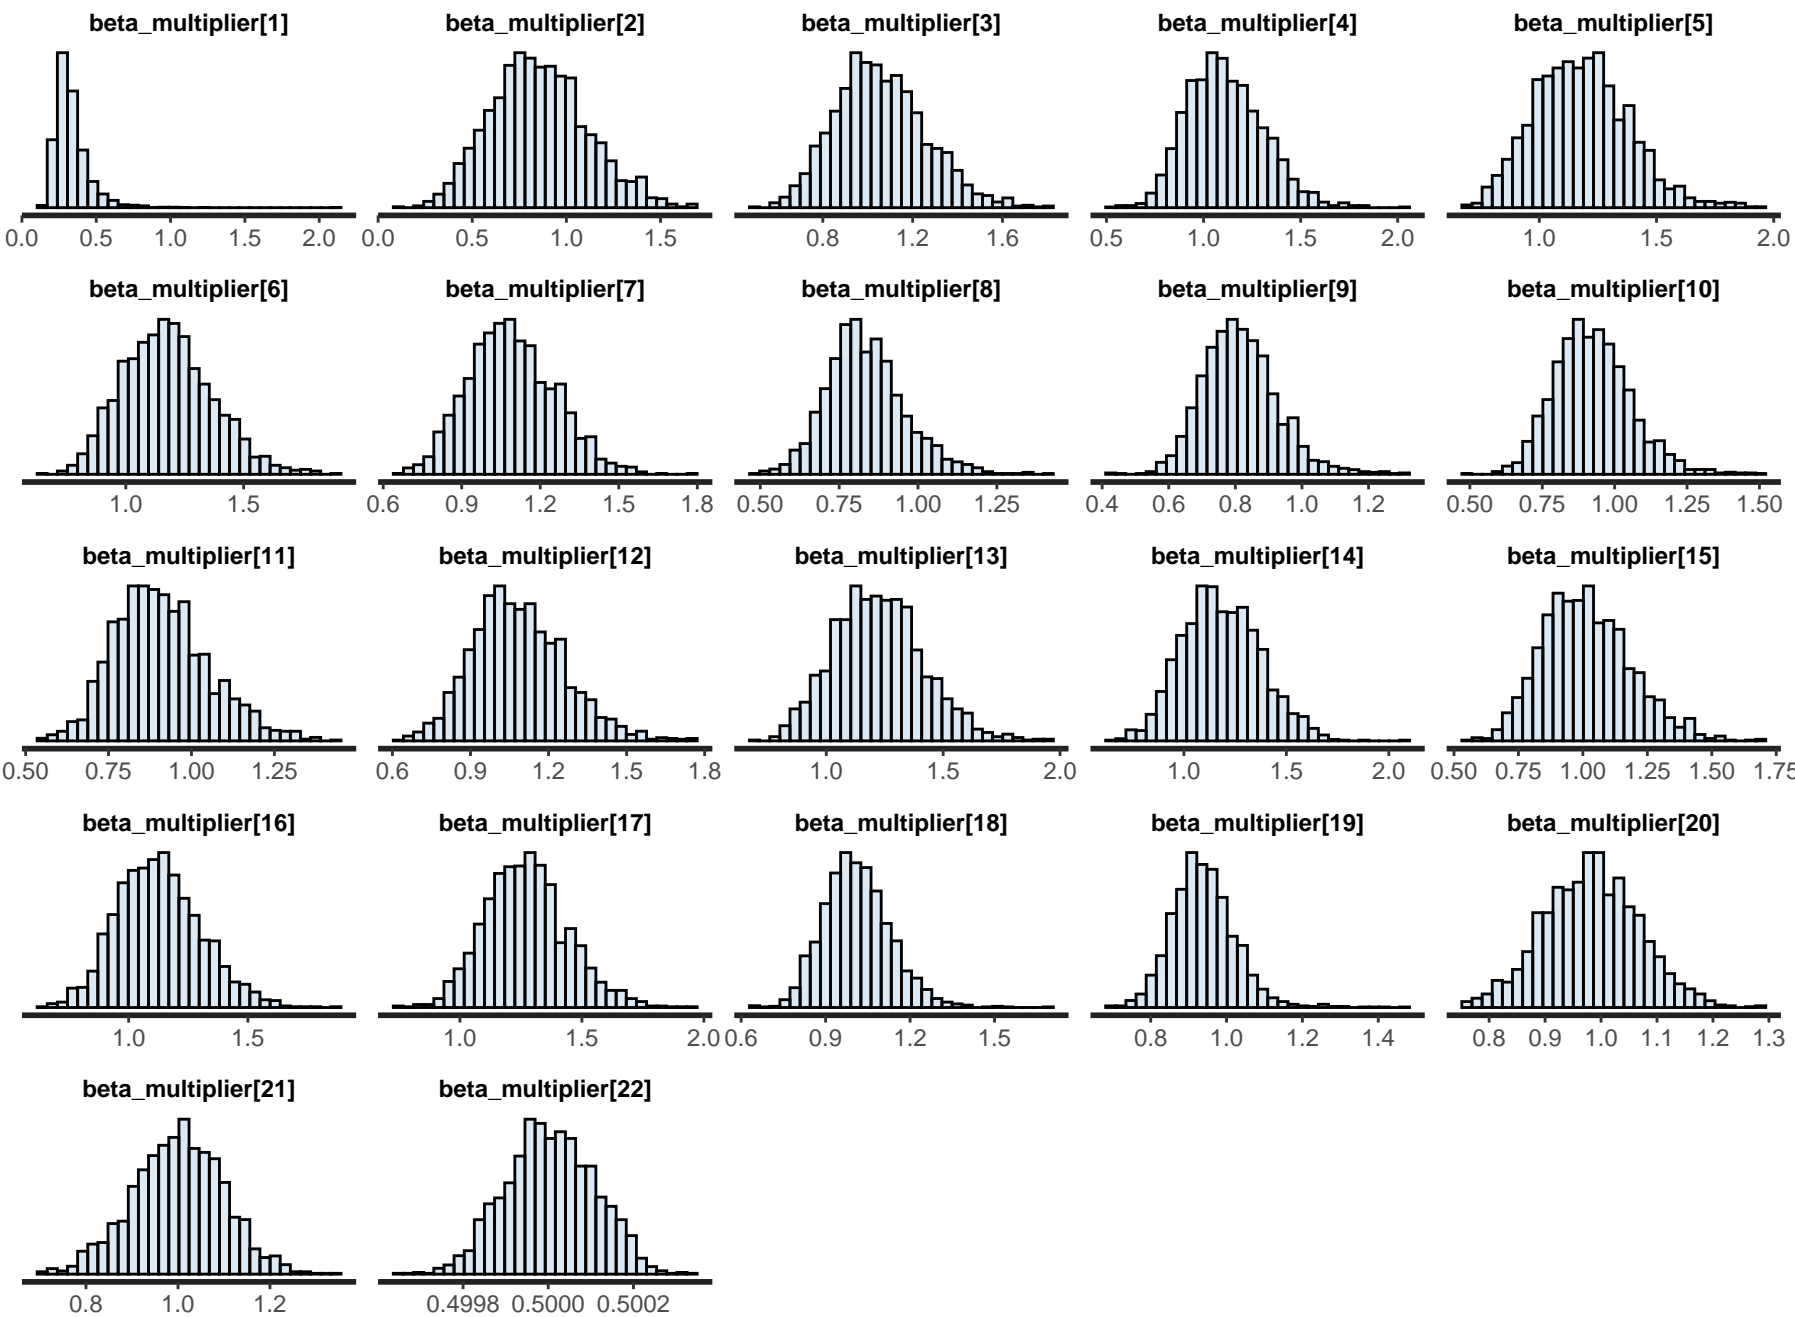 beta_multiplier[1] beta_multiplier[2] beta_multiplier[3] beta_multiplier[4] beta_multiplier[5]
0.0 0.5 1.0 1.5 2.0 0.0 0.5 1.0 1.5 0.8 1.2 1.6 0.5 1.0 1.5 2.0 1.0 1.5 2.0
beta_multiplier[6] beta_multiplier[7] beta_multiplier[8] beta_multiplier[9] beta_multiplier[10]
1.0 1.5 0.6 0.9 1.2 1.5 1.8 0.50 0.75 1.00 1.25 0.4 0.6 0.8 1.0 1.2 0.50 0.75 1.00 1.25 1.50
beta_multiplier[11] beta_multiplier[12] beta_multiplier[13] beta_multiplier[14] beta_multiplier[15]
0.50 0.75 1.00 1.25 0.6 0.9 1.2 1.5 1.8 1.0 1.5 2.0 1.0 1.5 2.0 0.50 0.75 1.00 1.25 1.50 1.75
beta_multiplier[16] beta_multiplier[17] beta_multiplier[18] beta_multiplier[19] beta_multiplier[20]
1.0 1.5 1.0 1.5 2.0 0.6 0.9 1.2 1.5 0.8 1.0 1.2 1.4 0.8 0.9 1.0 1.1 1.2 1.3
beta_multiplier[21] beta_multiplier[22]
0.8 1.0 1.2 0.4998 0.5000 0.5002